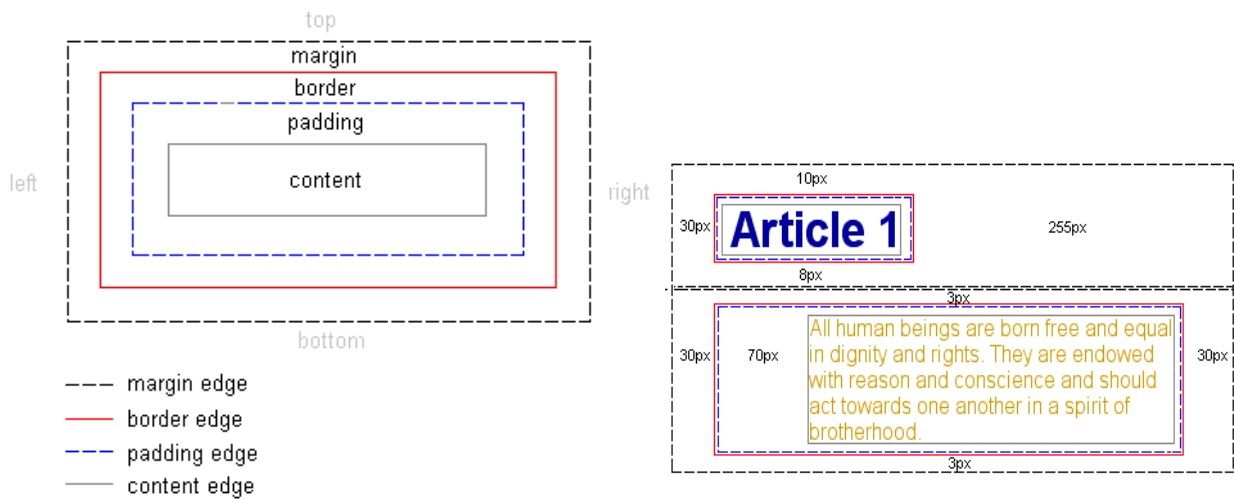 top
margin
border
padding
content
left
right
bottom
margin edge
border edge
padding edge
content edge
10px
30px
Article 1
255px
8px
3px
30px
70px
All human beings are born free and equal
in dignity and rights. They are endowed
with reason and conscience and should
act towards one another in a spirit of
brotherhood.
30px
3px